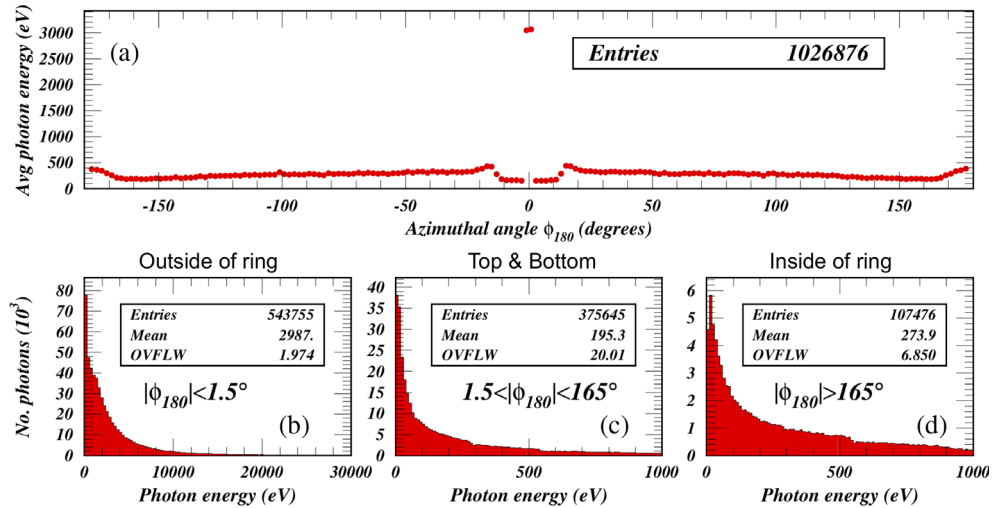 3000
2500
2000
1500
1000
500
0
Avg photon energy (eV)
(a)
Entries 1026876
-150 -100 -50 0 50 100 150
Azimuthal angle ϕ180 (degrees)
Outside of ring
80
70
60
50
40
30
20
10
0
No. photons (10³)
Entries 543755
Mean 2987.
OVFLW 1.974
|ϕ180|<1.5°
(b)
0 10000 20000 30000
Photon energy (eV)
Top & Bottom
40
35
30
25
20
15
10
5
0
Entries 375645
Mean 195.3
OVFLW 20.01
1.5<|ϕ180|<165°
(c)
0 500 1000
Photon energy (eV)
Inside of ring
6
5
4
3
2
1
0
Entries 107476
Mean 273.9
OVFLW 6.850
|ϕ180|>165°
(d)
0 500 1000
Photon energy (eV)